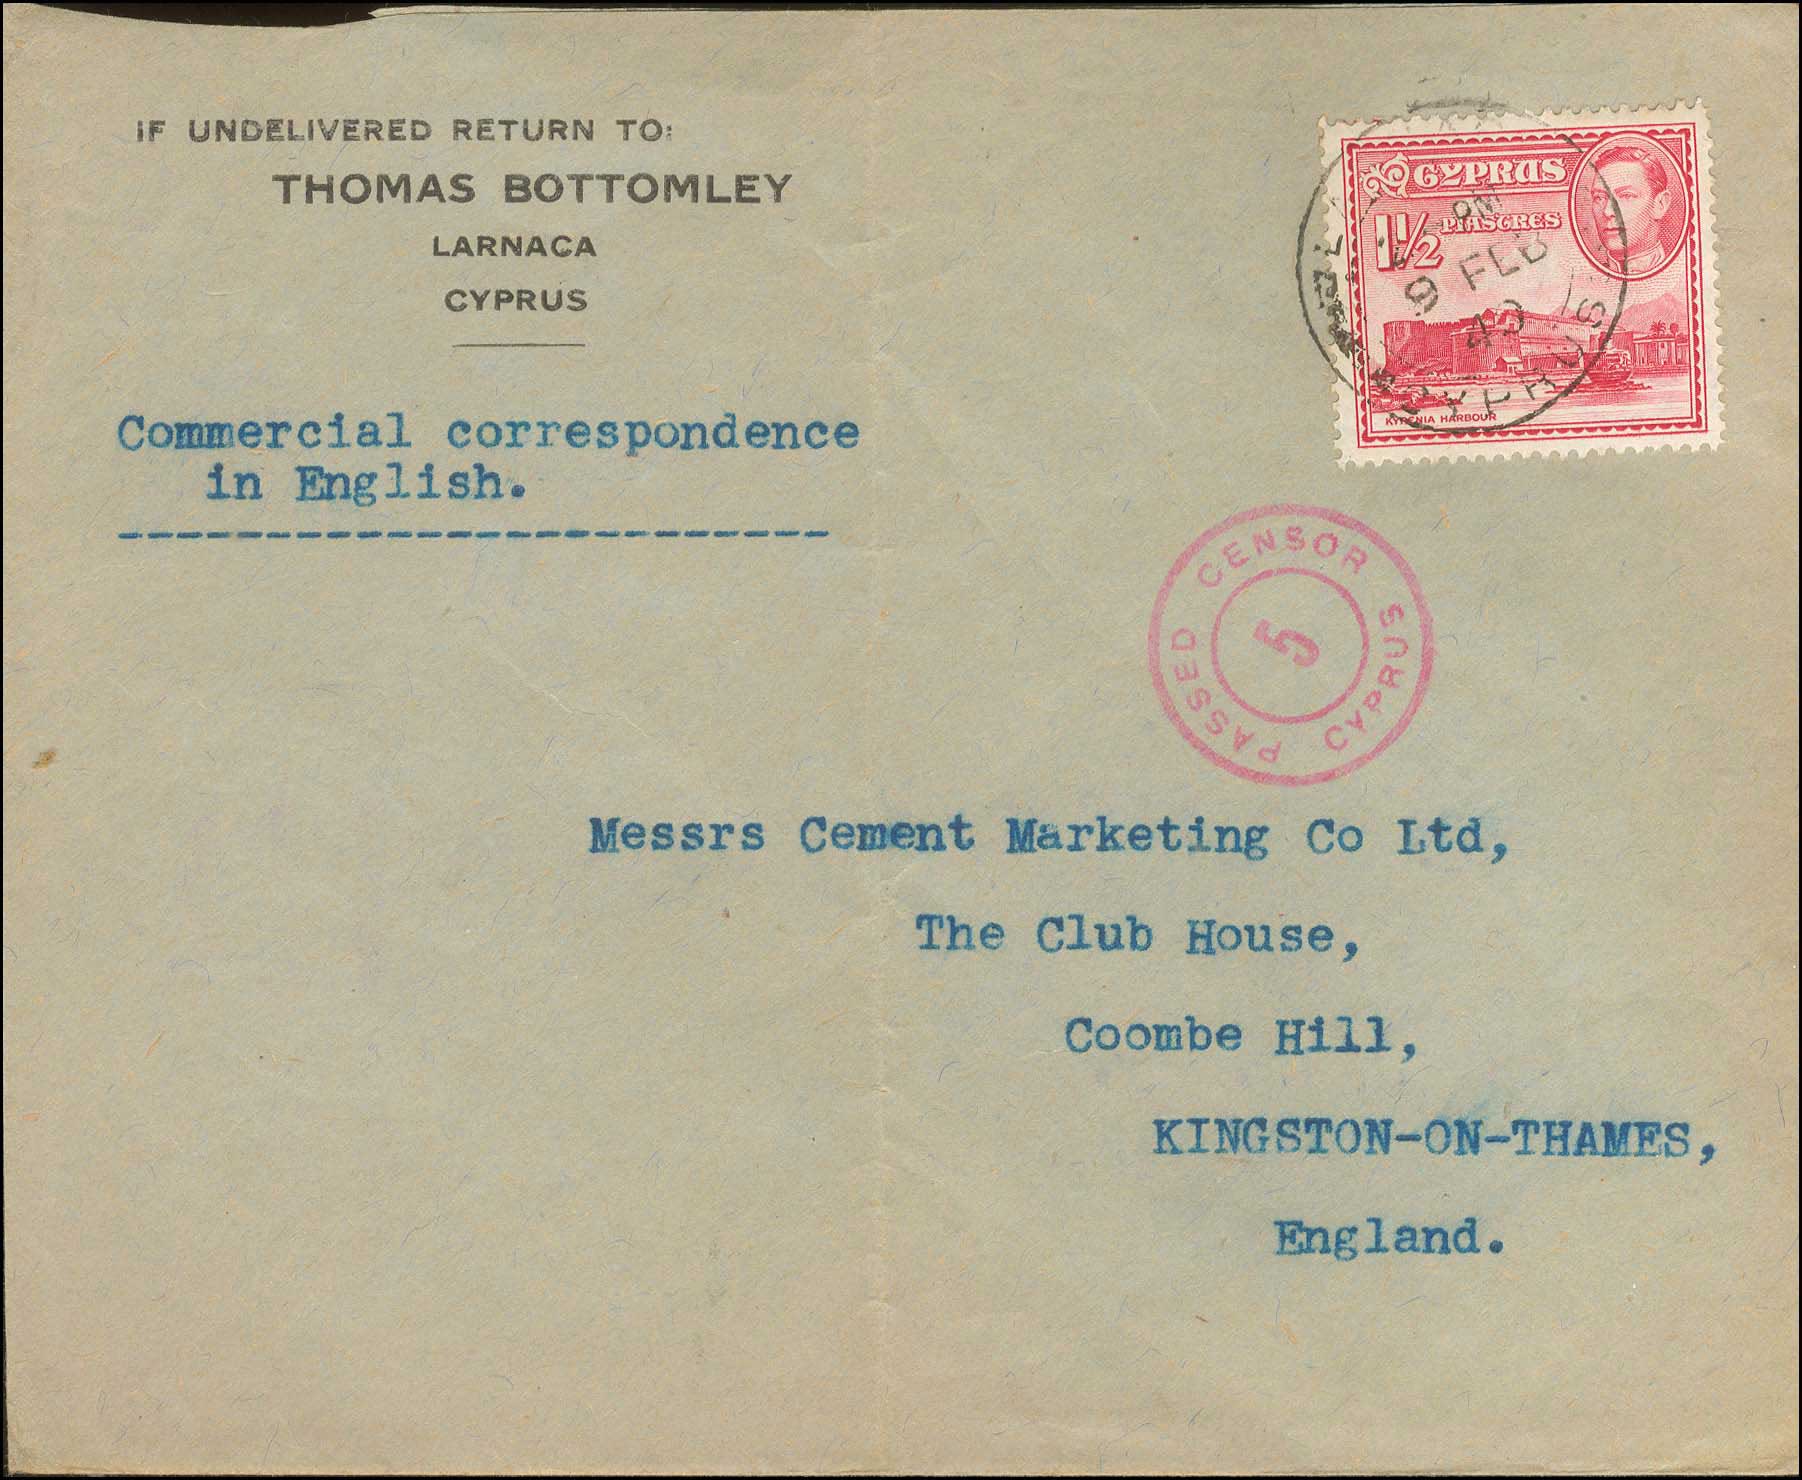 IF UNDELIVERED RETURN TO:
THOMAS BOTTOMLEY
LARNACA
CYPRUS
Commercial correspondence
in English.
CYPRUS
1½ PIASTRES
KYRENIA HARBOUR
PM
9 FEB
40
CYPRUS
PASSED CENSOR CYPRUS
5
Messrs Cement Marketing Co Ltd,
The Club House,
Coombe Hill,
KINGSTON-ON-THAMES,
England.